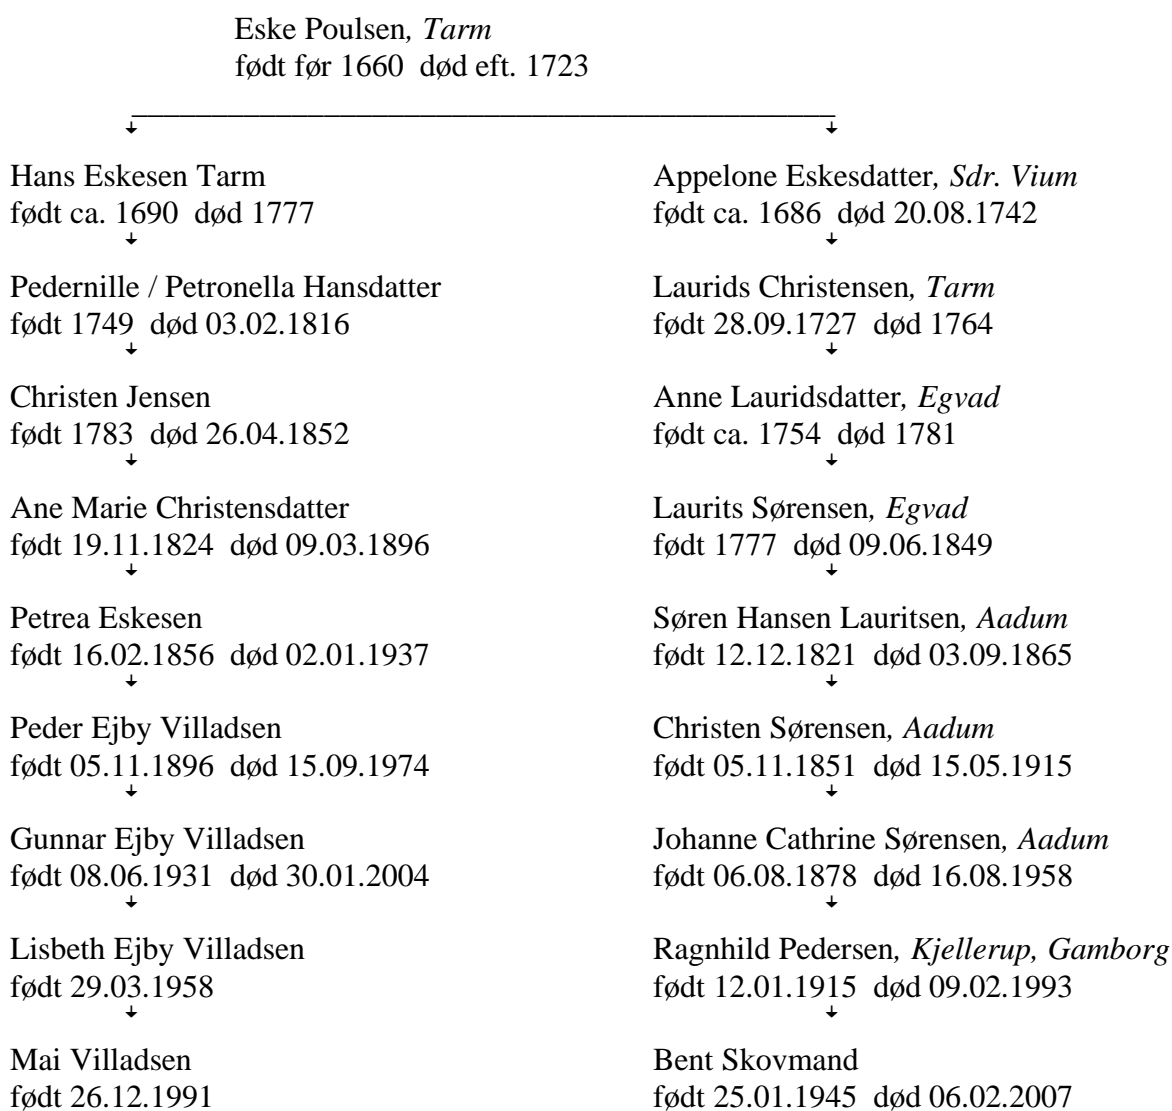 Eske Poulsen, Tarm
født før 1660  død eft. 1723
Hans Eskesen Tarm
født ca. 1690  død 1777
Pedernille / Petronella Hansdatter
født 1749  død 03.02.1816
Christen Jensen
født 1783  død 26.04.1852
Ane Marie Christensdatter
født 19.11.1824  død 09.03.1896
Petrea Eskesen
født 16.02.1856  død 02.01.1937
Peder Ejby Villadsen
født 05.11.1896  død 15.09.1974
Gunnar Ejby Villadsen
født 08.06.1931  død 30.01.2004
Lisbeth Ejby Villadsen
født 29.03.1958
Mai Villadsen
født 26.12.1991
Appelone Eskesdatter, Sdr. Vium
født ca. 1686  død 20.08.1742
Laurids Christensen, Tarm
født 28.09.1727  død 1764
Anne Lauridsdatter, Egvad
født ca. 1754  død 1781
Laurits Sørensen, Egvad
født 1777  død 09.06.1849
Søren Hansen Lauritsen, Aadum
født 12.12.1821  død 03.09.1865
Christen Sørensen, Aadum
født 05.11.1851  død 15.05.1915
Johanne Cathrine Sørensen, Aadum
født 06.08.1878  død 16.08.1958
Ragnhild Pedersen, Kjellerup, Gamborg
født 12.01.1915  død 09.02.1993
Bent Skovmand
født 25.01.1945  død 06.02.2007